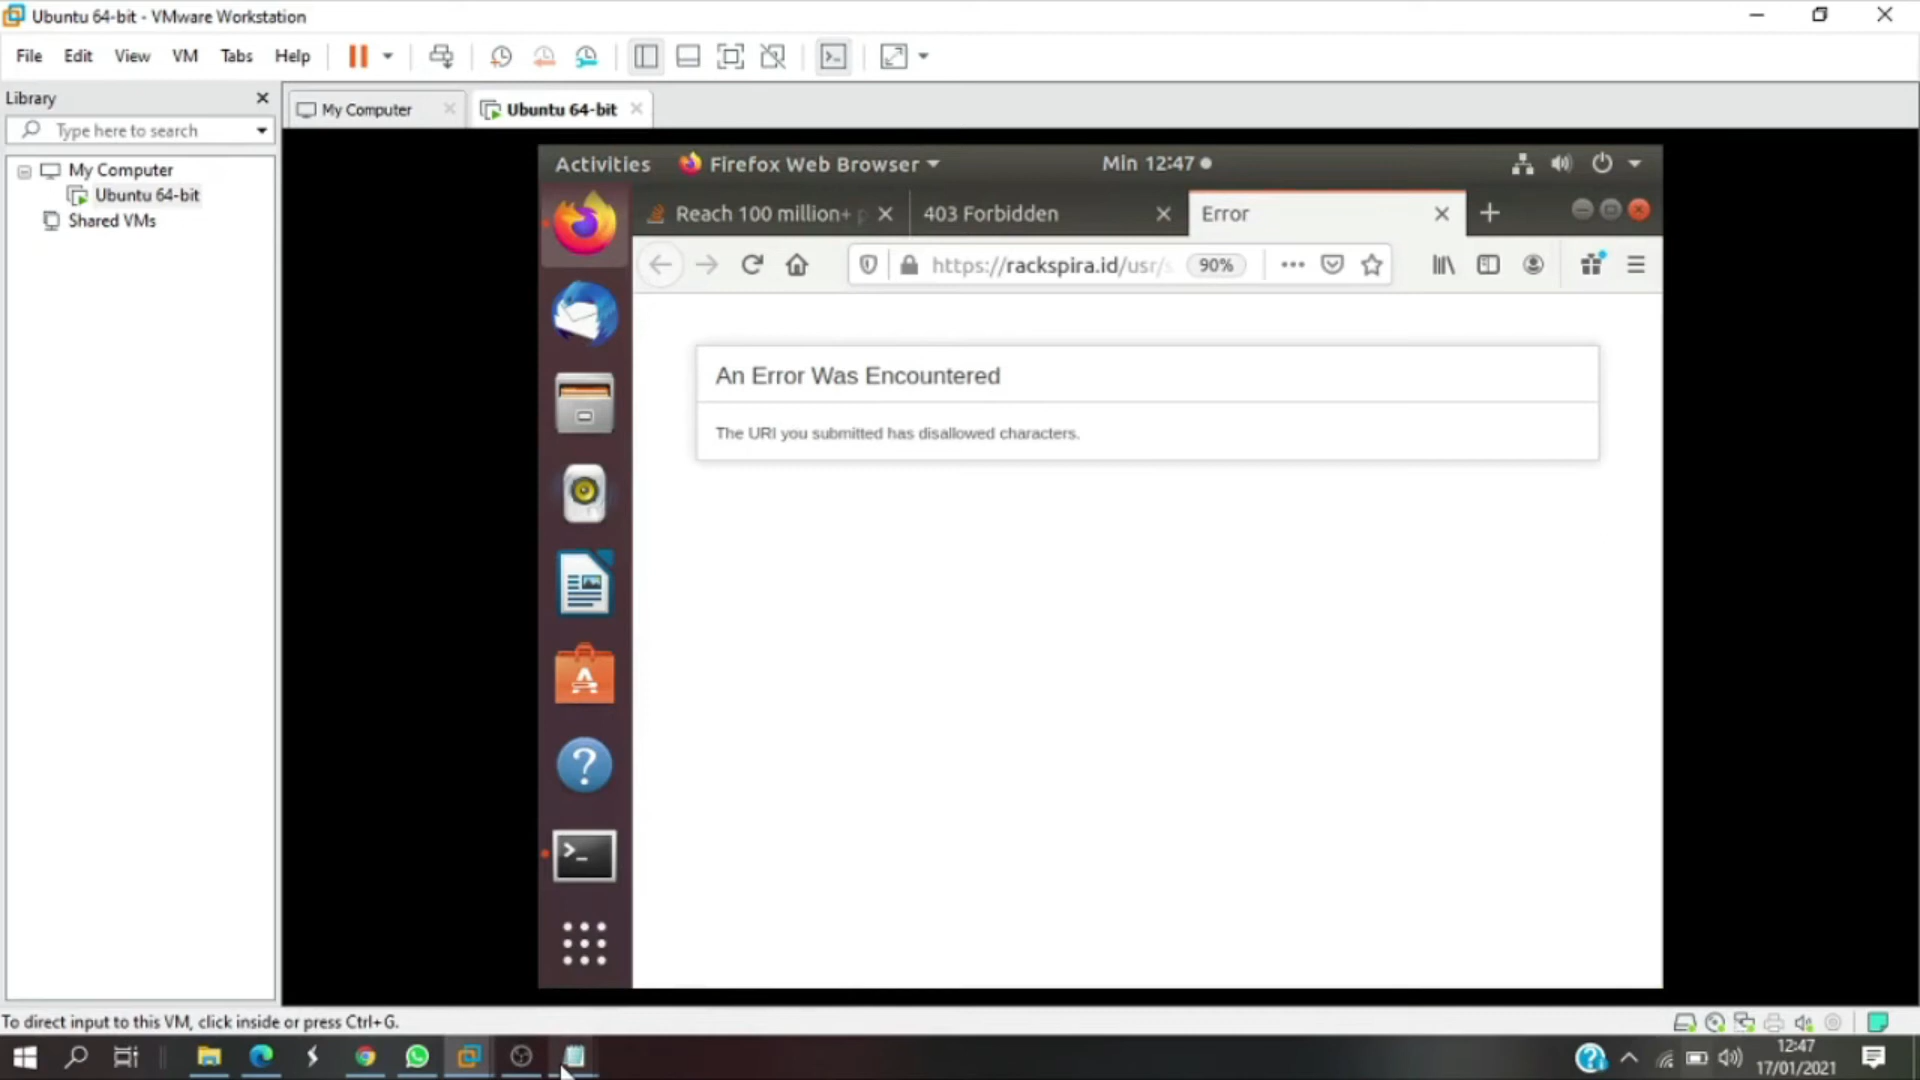 Ubuntu 64-bit - VMware Workstation
File Edit View VM Tabs Help
Library
Type here to search
My Computer
Ubuntu 64-bit
Shared VMs
My Computer
Ubuntu 64-bit
Activities Firefox Web Browser Min 12:47
Reach 100 million+ p 403 Forbidden Error
https://rackspira.id/usr/s 90%
An Error Was Encountered
The URI you submitted has disallowed characters.
To direct input to this VM, click inside or press Ctrl+G.
12:47
17/01/2021